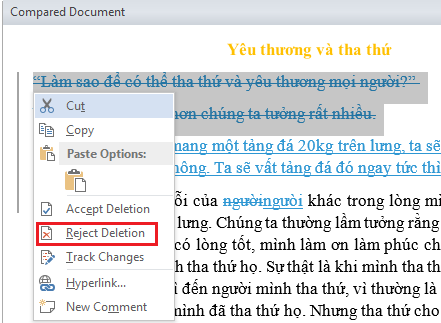 Compared Document
Yêu thương và tha thứ
“Làm sao để có thể tha thứ và yêu thương mọi người?”
hơn chúng ta tưởng rất nhiều.
mang một tảng đá 20kg trên lưng, ta sẽ
hông. Ta sẽ vất tảng đá đó ngay tức thì
ỗi của ngườingười khác trong lòng mì
lưng. Chúng ta thường lầm tưởng rằng
có lòng tốt, mình làm ơn làm phúc ch
h tha thứ họ. Sự thật là khi mình tha th
ì đến người mình tha thứ, vì thường là
mình đã tha thứ họ. Nhưng tha thứ cho
Cut
Copy
Paste Options:
Accept Deletion
Reject Deletion
Track Changes
Hyperlink...
New Comment